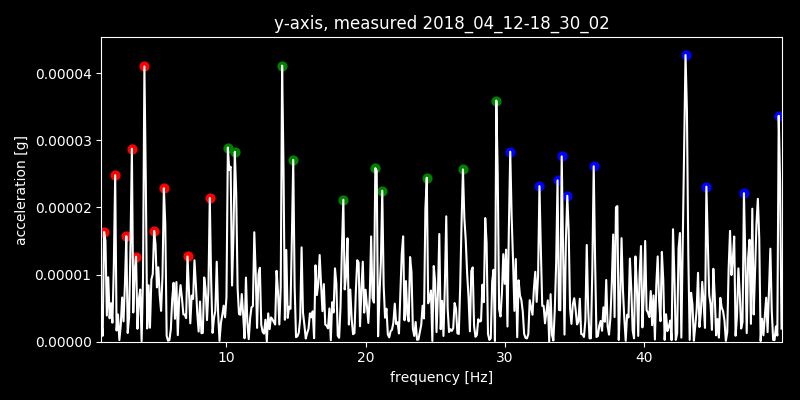 y-axis, measured 2018_04_12-18_30_02
acceleration [g]
0.00004
0.00003
0.00002
0.00001
0.00000
10 20 30 40
frequency [Hz]